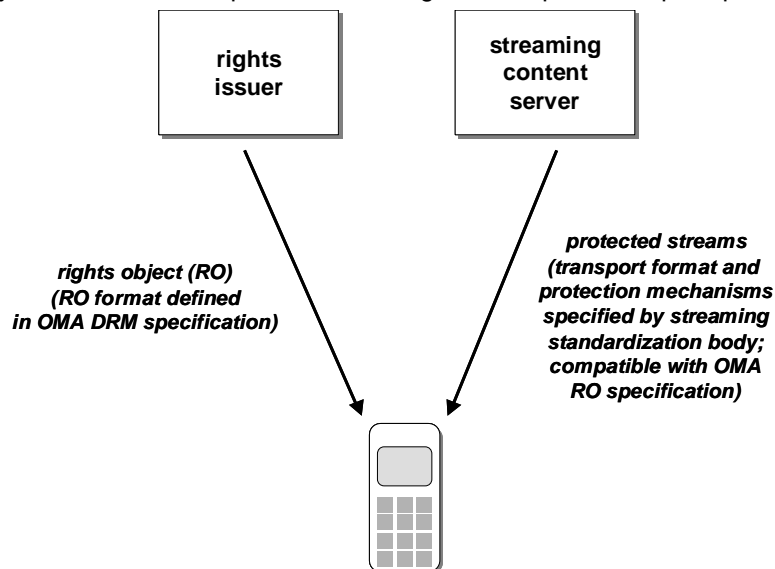 rights
issuer
streaming
content
server
rights object (RO)
(RO format defined
in OMA DRM specification)
protected streams
(transport format and
protection mechanisms
specified by streaming
standardization body;
compatible with OMA
RO specification)